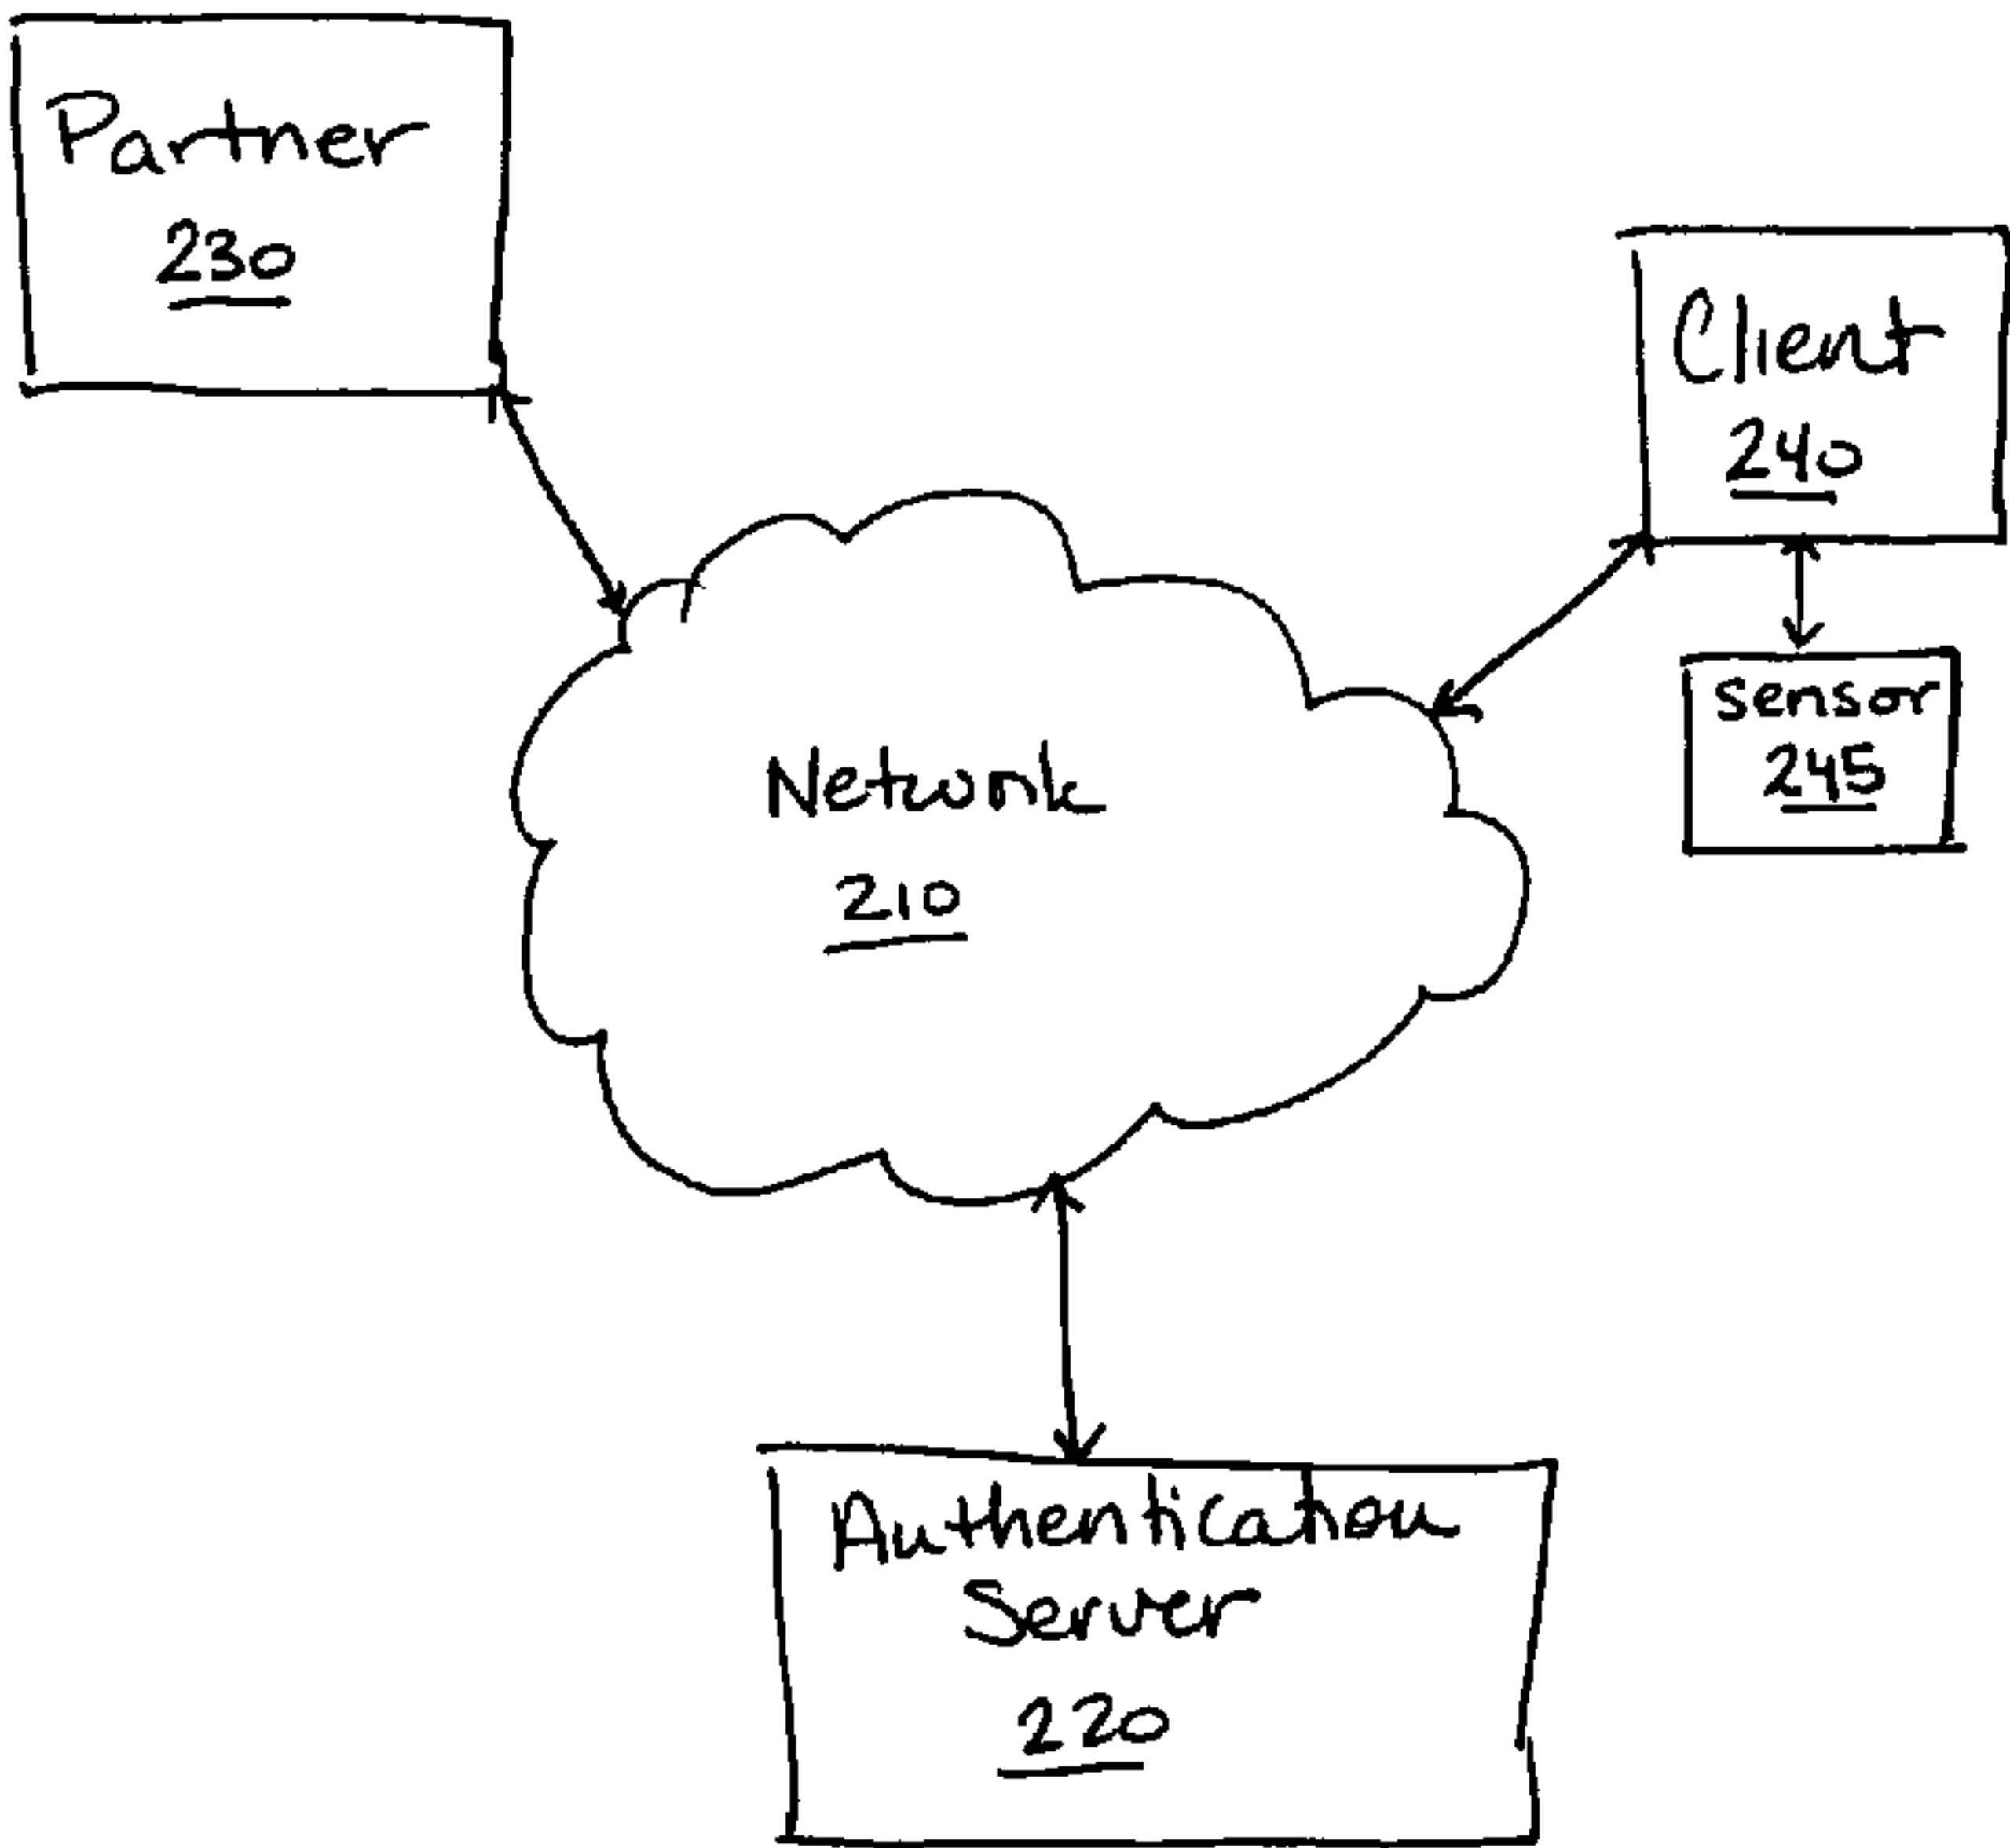 Partner
230
Client
240
sensor
245
Network
210
Authentication
Server
220